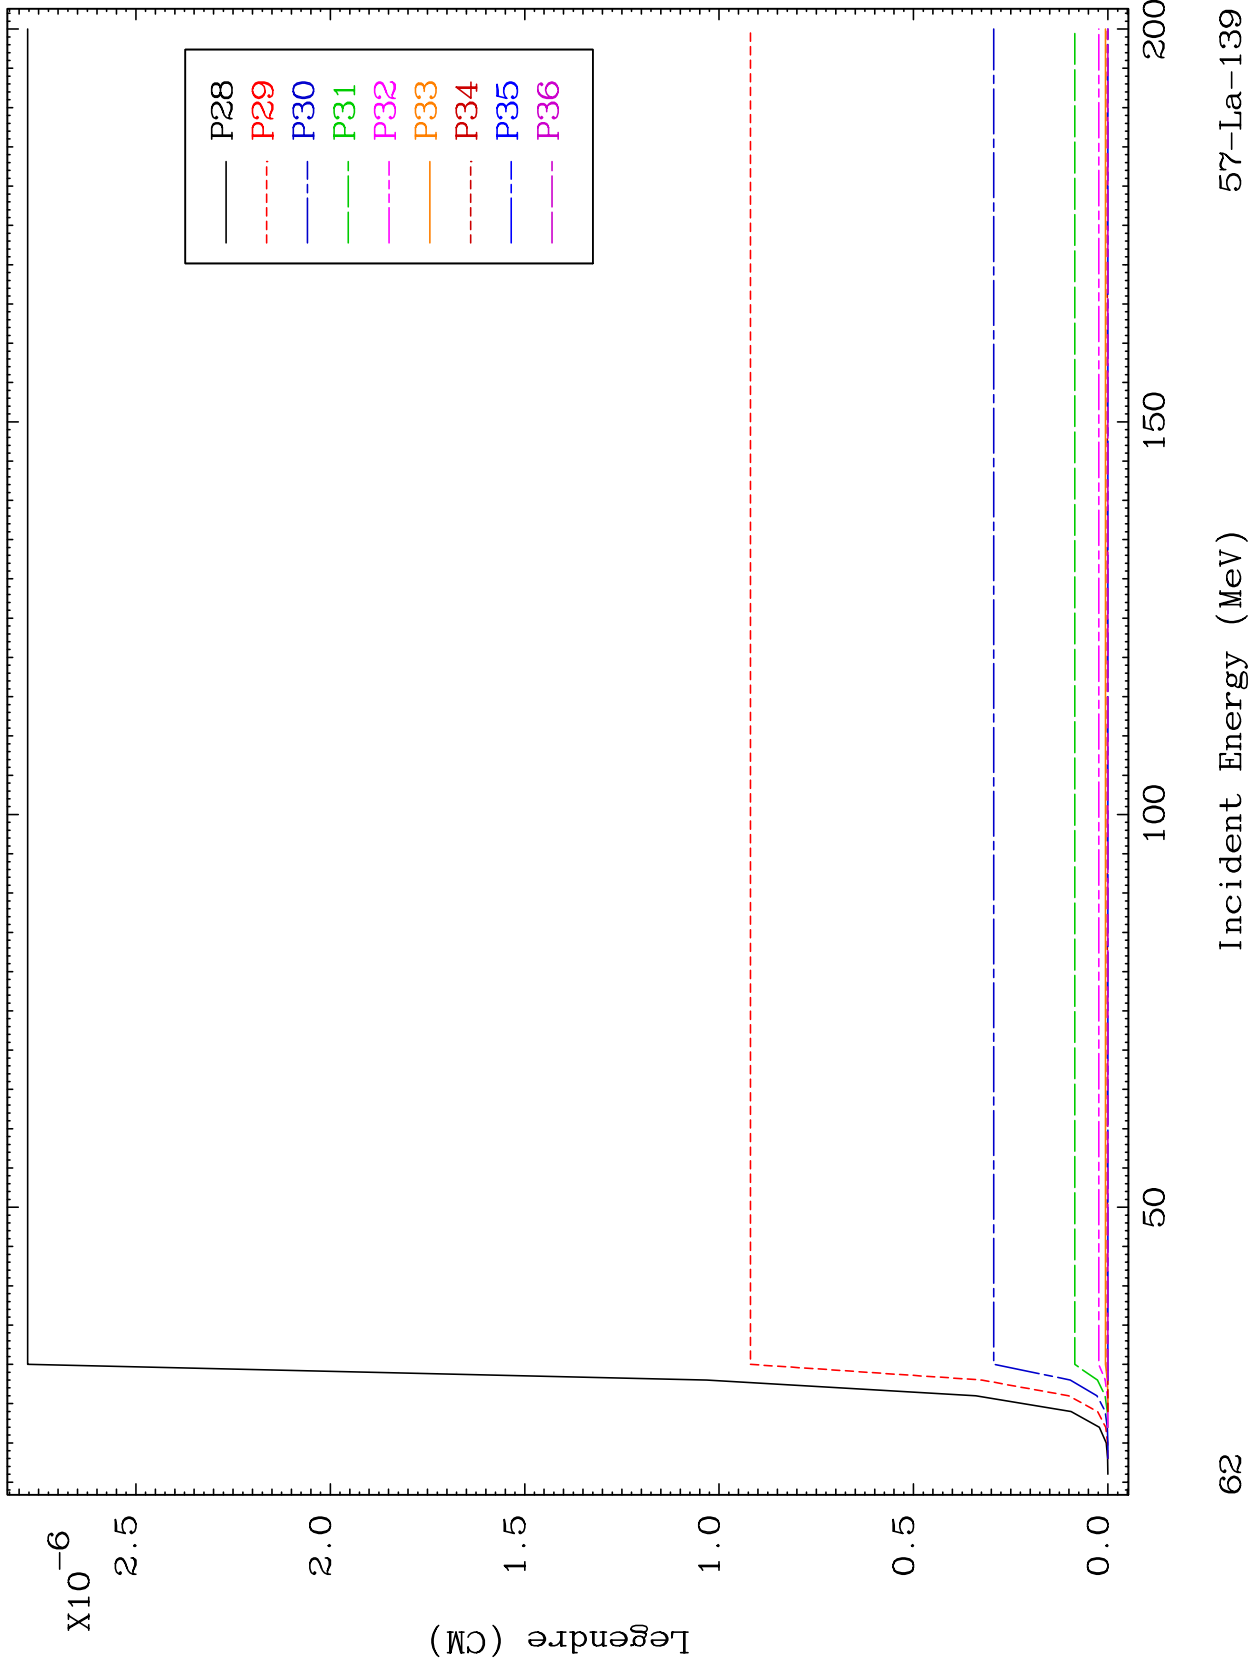 X10-6
2.5
2.0
1.5
1.0
0.5
0.0
Legendre (CM)
P28
P29
P30
P31
P32
P33
P34
P35
P36
50
100
150
200
62
Incident Energy (MeV)
57-La-139